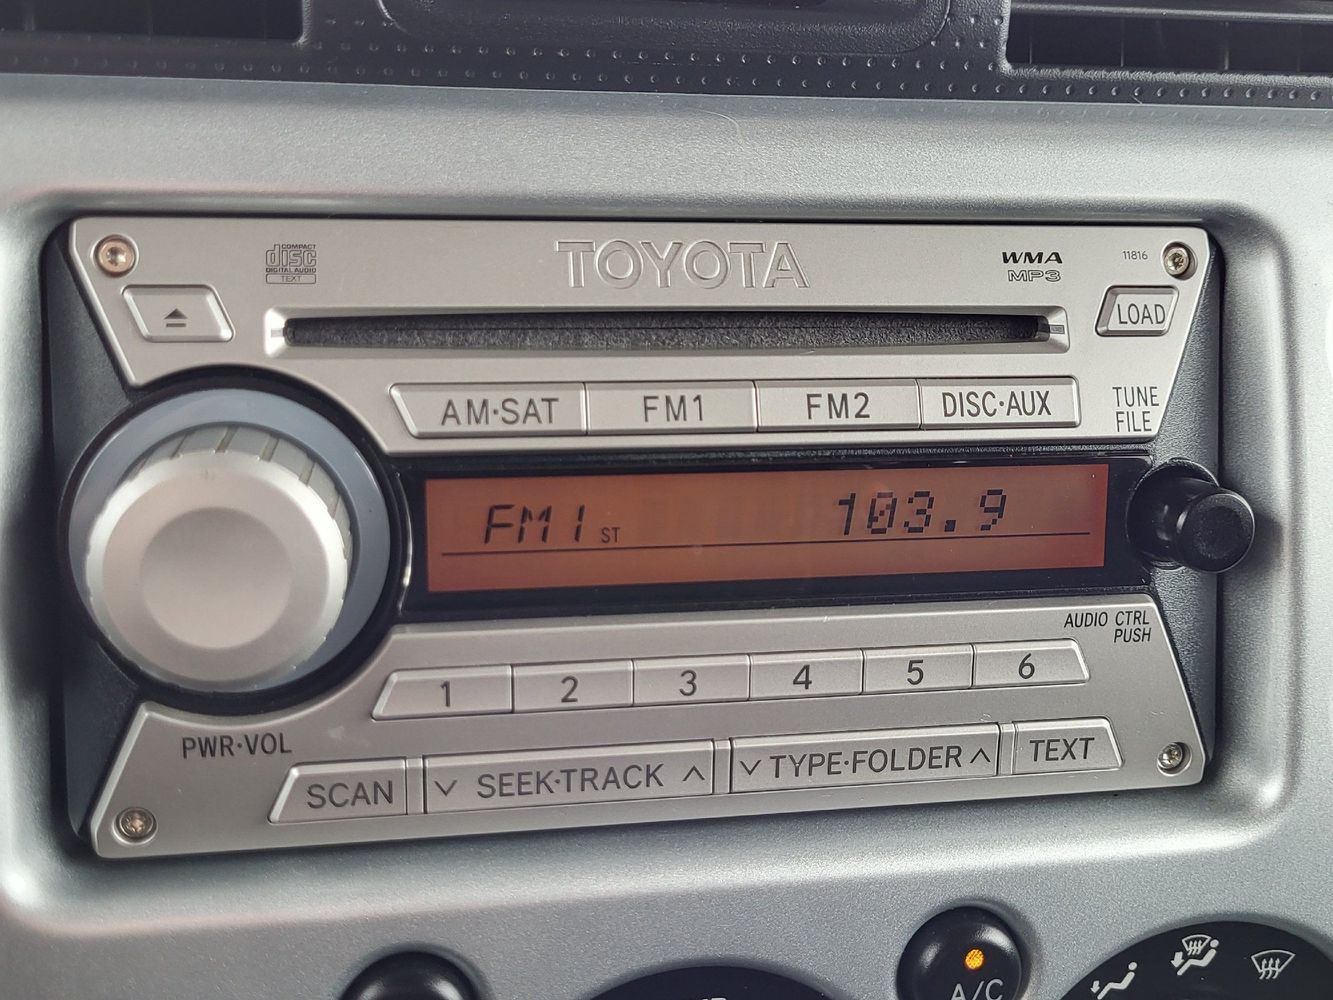 COMPACT
disc
DIGITAL AUDIO
TEXT
TOYOTA
WMA
MP3
11816
LOAD
AM·SAT
FM1
FM2
DISC·AUX
TUNE
FILE
FM1 ST 103.9
AUDIO CTRL
PUSH
1 2 3 4 5 6
PWR·VOL
SCAN
SEEK·TRACK
TYPE·FOLDER
TEXT
A/C